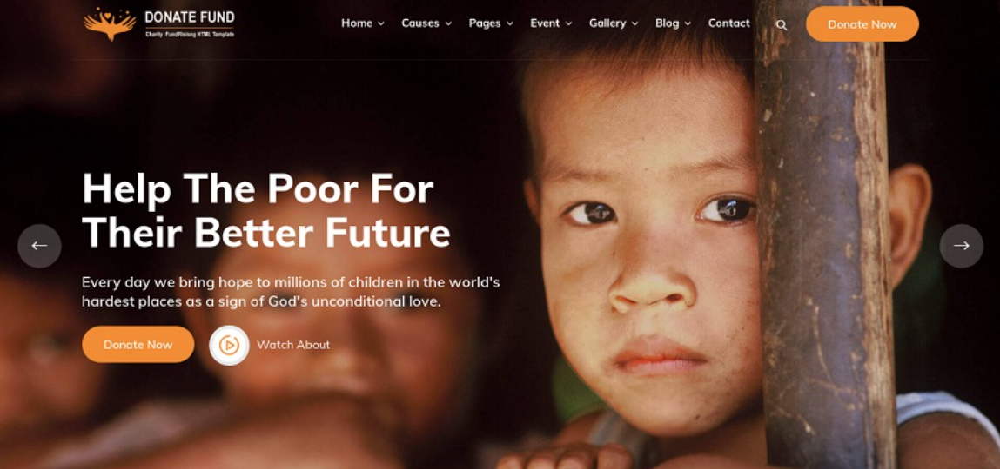 DONATE FUND
Charity FundRaising HTML Template
Home
Causes
Pages
Event
Gallery
Blog
Contact
Donate Now
Help The Poor For
Their Better Future
Every day we bring hope to millions of children in the world's
hardest places as a sign of God's unconditional love.
Donate Now
Watch About